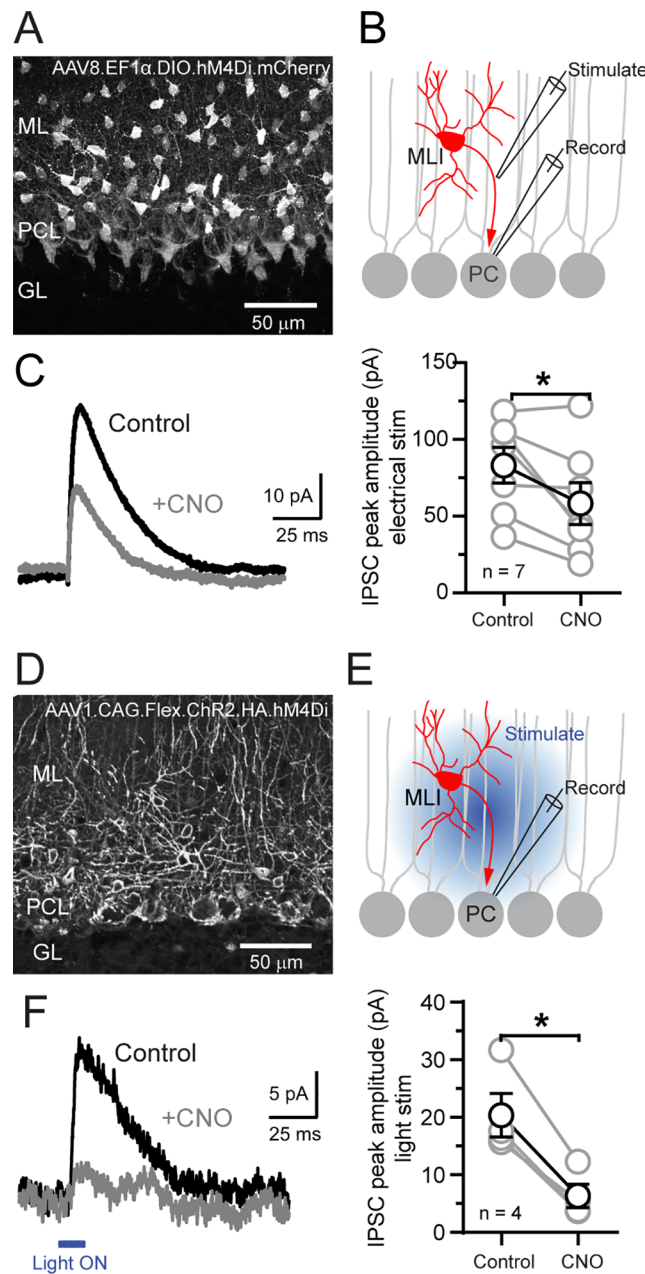 A
AAV8.EF1α.DIO.hM4Di.mCherry
ML
PCL
GL
50 μm
B
Stimulate
Record
MLI
PC
C
Control
+CNO
10 pA
25 ms
IPSC peak amplitude (pA)
electrical stim
150
100
50
0
*
n = 7
Control
CNO
D
AAV1.CAG.Flex.ChR2.HA.hM4Di
ML
PCL
GL
50 μm
E
Stimulate
Record
MLI
PC
F
Control
+CNO
5 pA
25 ms
Light ON
IPSC peak amplitude (pA)
light stim
40
30
20
10
0
*
n = 4
Control
CNO